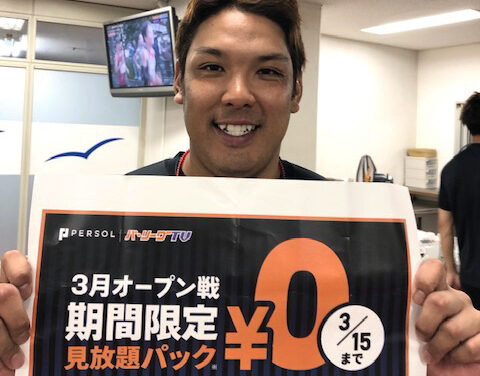 PERSOL パ・リーグTV
3月オープン戦
期間限定
見放題パック※
¥0
3/15
まで